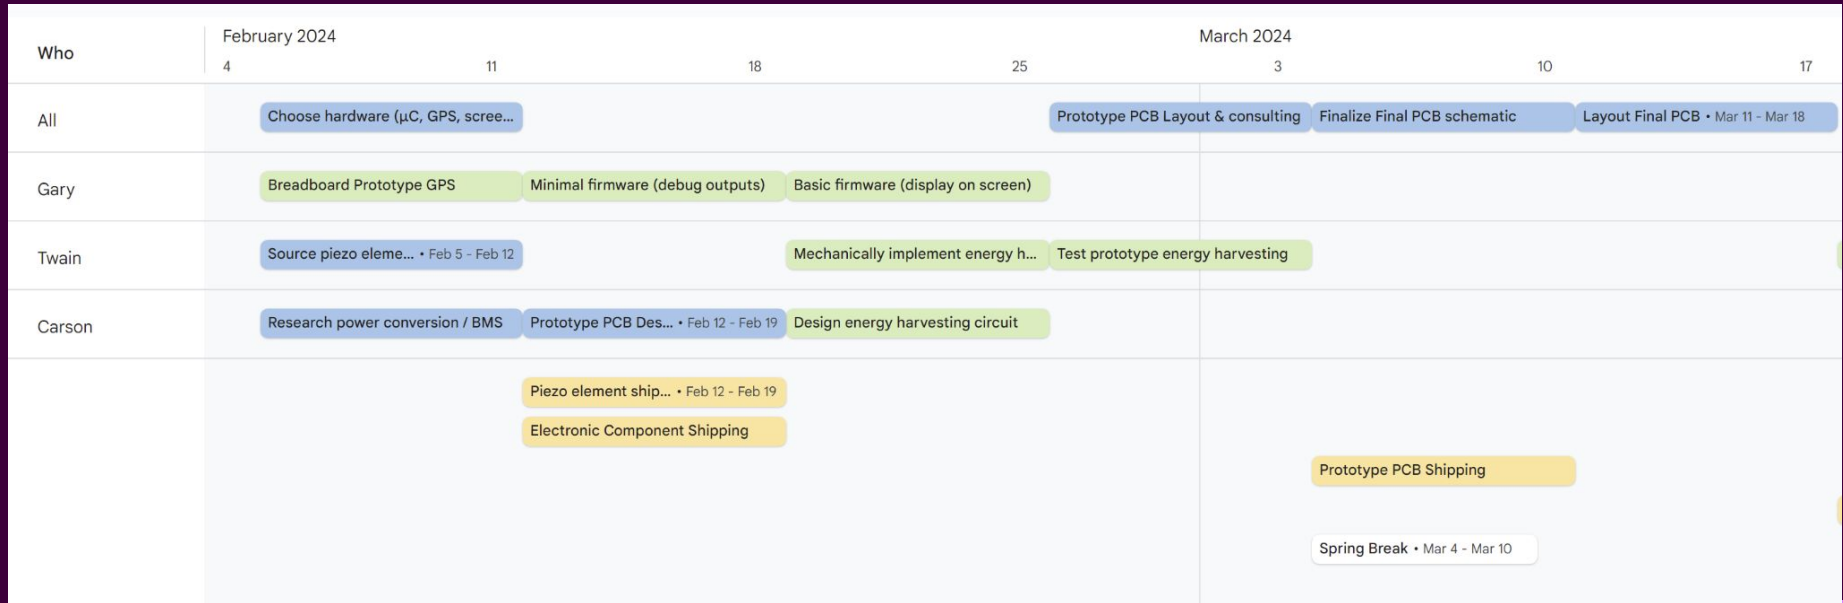 Who
February 2024
March 2024
4 11 18 25 3 10 17
All
Choose hardware (μC, GPS, scree...
Prototype PCB Layout & consulting
Finalize Final PCB schematic
Layout Final PCB • Mar 11 - Mar 18
Gary
Breadboard Prototype GPS
Minimal firmware (debug outputs)
Basic firmware (display on screen)
Twain
Source piezo eleme... • Feb 5 - Feb 12
Mechanically implement energy h...
Test prototype energy harvesting
Carson
Research power conversion / BMS
Prototype PCB Des... • Feb 12 - Feb 19
Design energy harvesting circuit
Piezo element ship... • Feb 12 - Feb 19
Electronic Component Shipping
Prototype PCB Shipping
Spring Break • Mar 4 - Mar 10